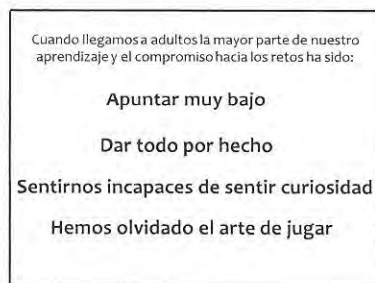 Cuando llegamos a adultos la mayor parte de nuestro
aprendizaje y el compromiso hacia los retos ha sido:
Apuntar muy bajo
Dar todo por hecho
Sentirnos incapaces de sentir curiosidad
Hemos olvidado el arte de jugar